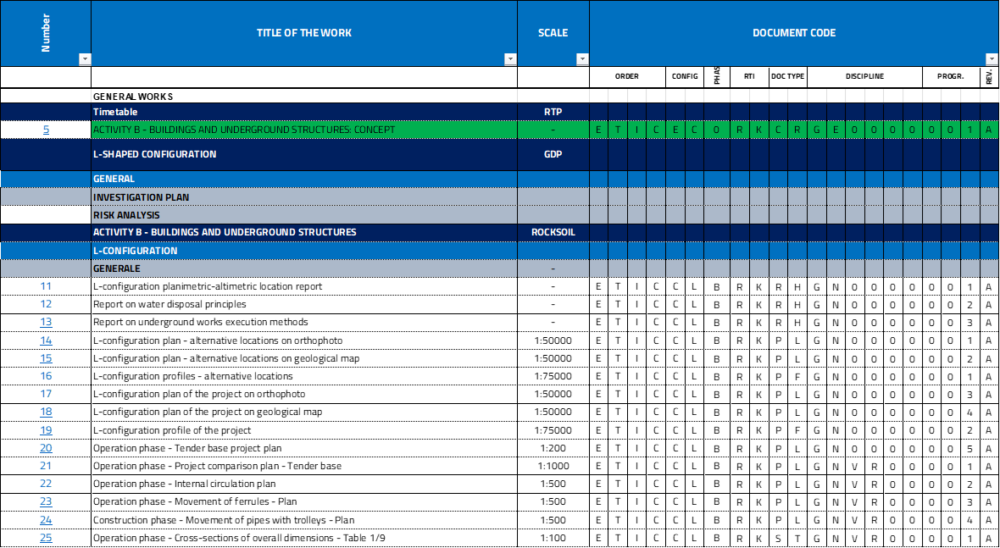 Number TITLE OF THE WORK SCALE DOCUMENT CODE
ORDER CONFIG PHAS RTI DOC TYPE DISCIPLINE PROGR. REV.
GENERAL WORKS
Timetable RTP
5 ACTIVITY B - BUILDINGS AND UNDERGROUND STRUCTURES: CONCEPT - E T I C E C 0 R K C R G E 0 0 0 0 0 0 1 A
L-SHAPED CONFIGURATION GDP
GENERAL
INVESTIGATION PLAN
RISK ANALYSIS
ACTIVITY B - BUILDINGS AND UNDERGROUND STRUCTURES ROCKSOIL
L-CONFIGURATION
GENERALE -
11 L-configuration planimetric-altimetric location report - E T I C C L B R K R H G N 0 0 0 0 0 0 1 A
12 Report on water disposal principles - E T I C C L B R K R H G N 0 0 0 0 0 0 2 A
13 Report on underground works execution methods - E T I C C L B R K R H G N 0 0 0 0 0 0 3 A
14 L-configuration plan - alternative locations on orthophoto 1:50000 E T I C C L B R K P L G N 0 0 0 0 0 0 1 A
15 L-configuration plan - alternative locations on geological map 1:50000 E T I C C L B R K P L G N 0 0 0 0 0 0 2 A
16 L-configuration profiles - alternative locations 1:75000 E T I C C L B R K P F G N 0 0 0 0 0 0 1 A
17 L-configuration plan of the project on orthophoto 1:50000 E T I C C L B R K P L G N 0 0 0 0 0 0 3 A
18 L-configuration plan of the project on geological map 1:50000 E T I C C L B R K P L G N 0 0 0 0 0 0 4 A
19 L-configuration profile of the project 1:75000 E T I C C L B R K P F G N 0 0 0 0 0 0 2 A
20 Operation phase - Tender base project plan 1:200 E T I C C L B R K P L G N 0 0 0 0 0 0 5 A
21 Operation phase - Project comparison plan - Tender base 1:1000 E T I C C L B R K P L G N V R 0 0 0 0 1 A
22 Operation phase - Internal circulation plan 1:500 E T I C C L B R K P L G N V R 0 0 0 0 2 A
23 Operation phase - Movement of ferrules - Plan 1:500 E T I C C L B R K P L G N V R 0 0 0 0 3 A
24 Construction phase - Movement of pipes with trolleys - Plan 1:500 E T I C C L B R K P L G N V R 0 0 0 0 4 A
25 Operation phase - Cross-sections of overall dimensions - Table 1/9 1:100 E T I C C L B R K S T G N V R 0 0 0 0 1 A